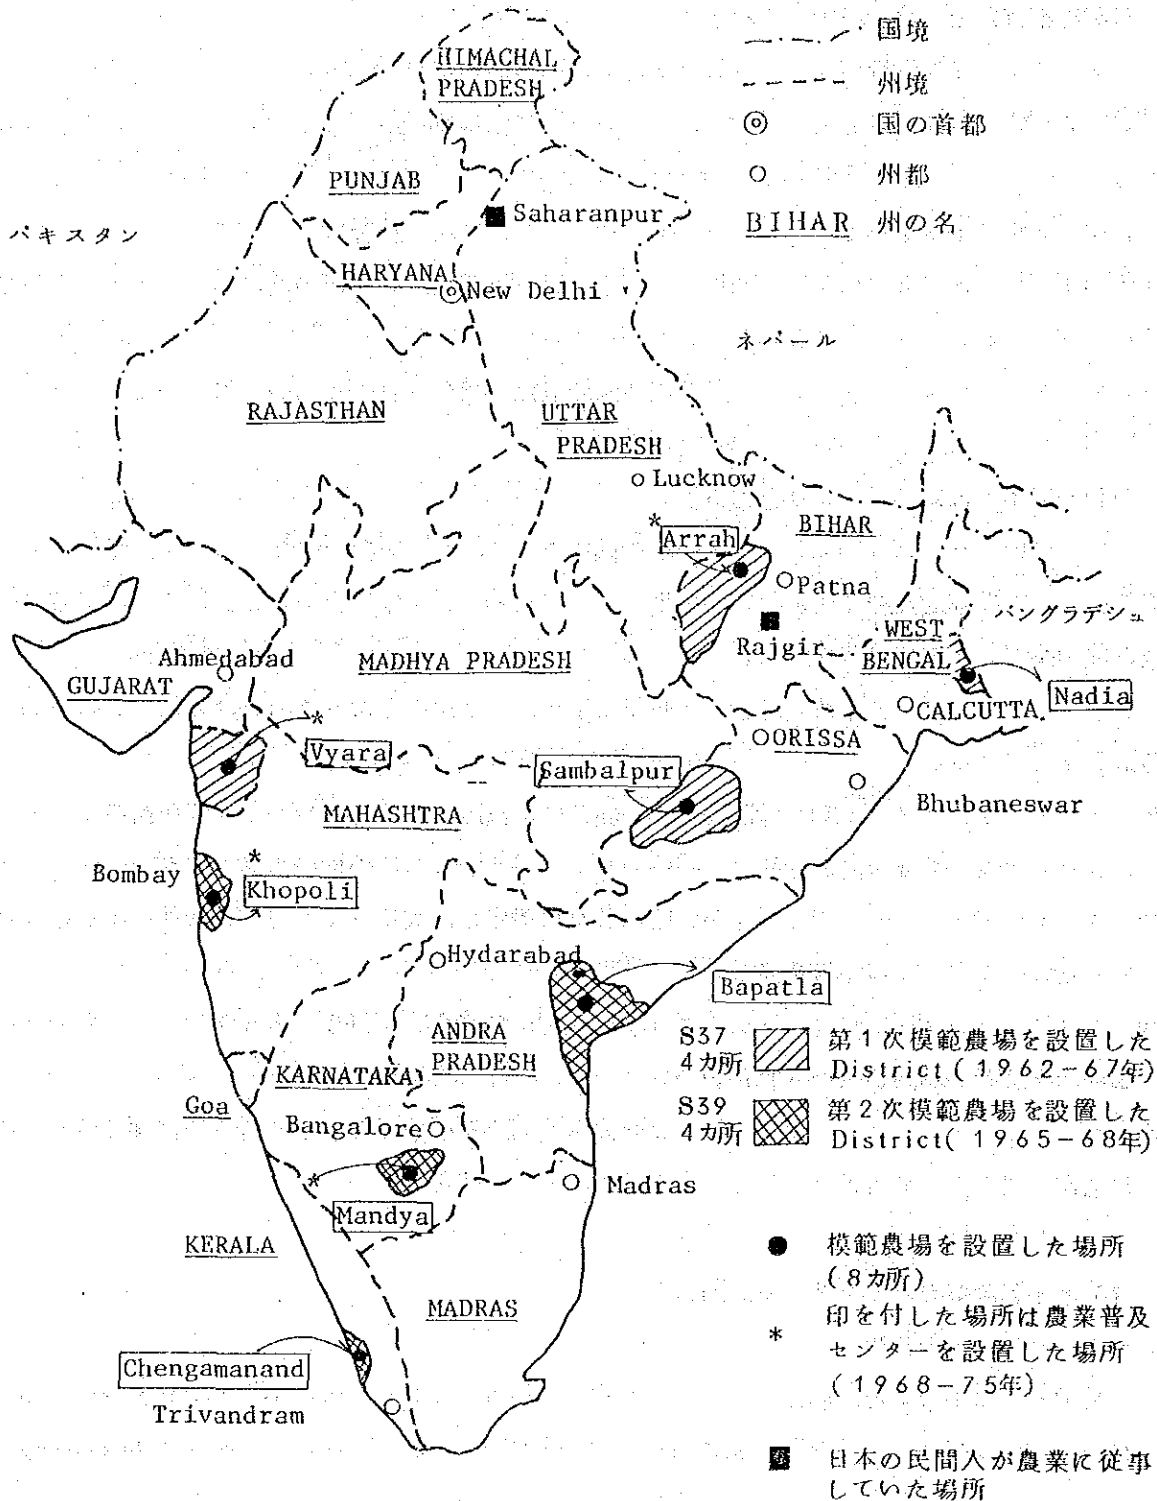 国境
州境
国の首都
州都
BIHAR 州の名
HIMACHAL
PRADESH
PUNJAB
Saharanpur
パキスタン
HARYANA
New Delhi
ネパール
RAJASTHAN
UTTAR
PRADESH
Lucknow
BIHAR
*
Arrah
Patna
バングラデシュ
Rajgir
WEST
BENGAL
Ahmedabad
MADHYA PRADESH
GUJARAT
Nadia
CALCUTTA
*
Vyara
ORISSA
Sambalpur
MAHASHTRA
Bhubaneswar
Bombay
*
Khopoli
Hydarabad
Bapatla
ANDRA
PRADESH
KARNATAKA
Goa
Bangalore
*
Mandya
Madras
KERALA
MADRAS
Chengamanand
Trivandram
S37
4カ所
第1次模範農場を設置した
District(1962-67年)
S39
4カ所
第2次模範農場を設置した
District(1965-68年)
模範農場を設置した場所
(8カ所)
印を付した場所は農業普及
* センターを設置した場所
(1968-75年)
日本の民間人が農業に従事
していた場所